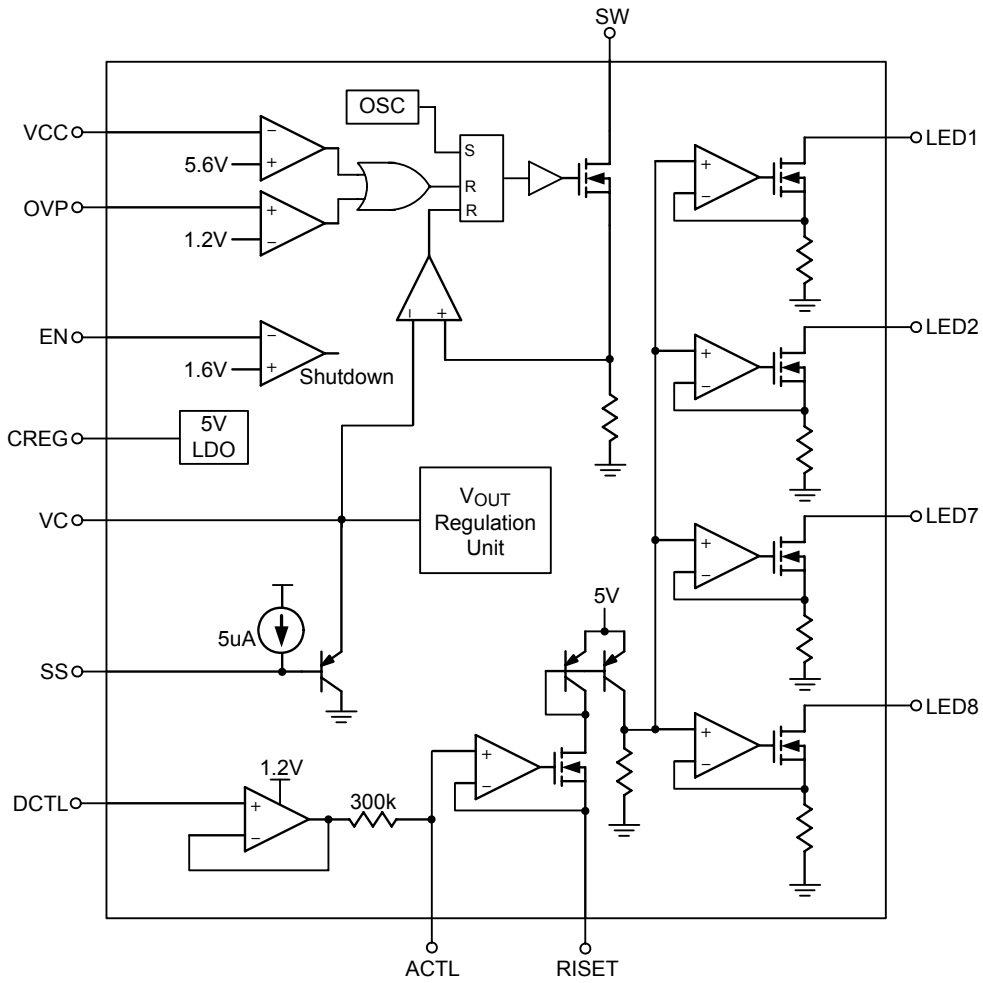 SW
OSC
VCC
−
5.6V
+
S
R
R
LED1
+
−
OVP
+
1.2V
−
−
+
EN
−
1.6V
+
Shutdown
LED2
+
−
CREG
5V
LDO
VC
VOUT
Regulation
Unit
LED7
+
−
5uA
5V
SS
LED8
+
−
1.2V
DCTL
+
−
300k
+
−
ACTL
RISET